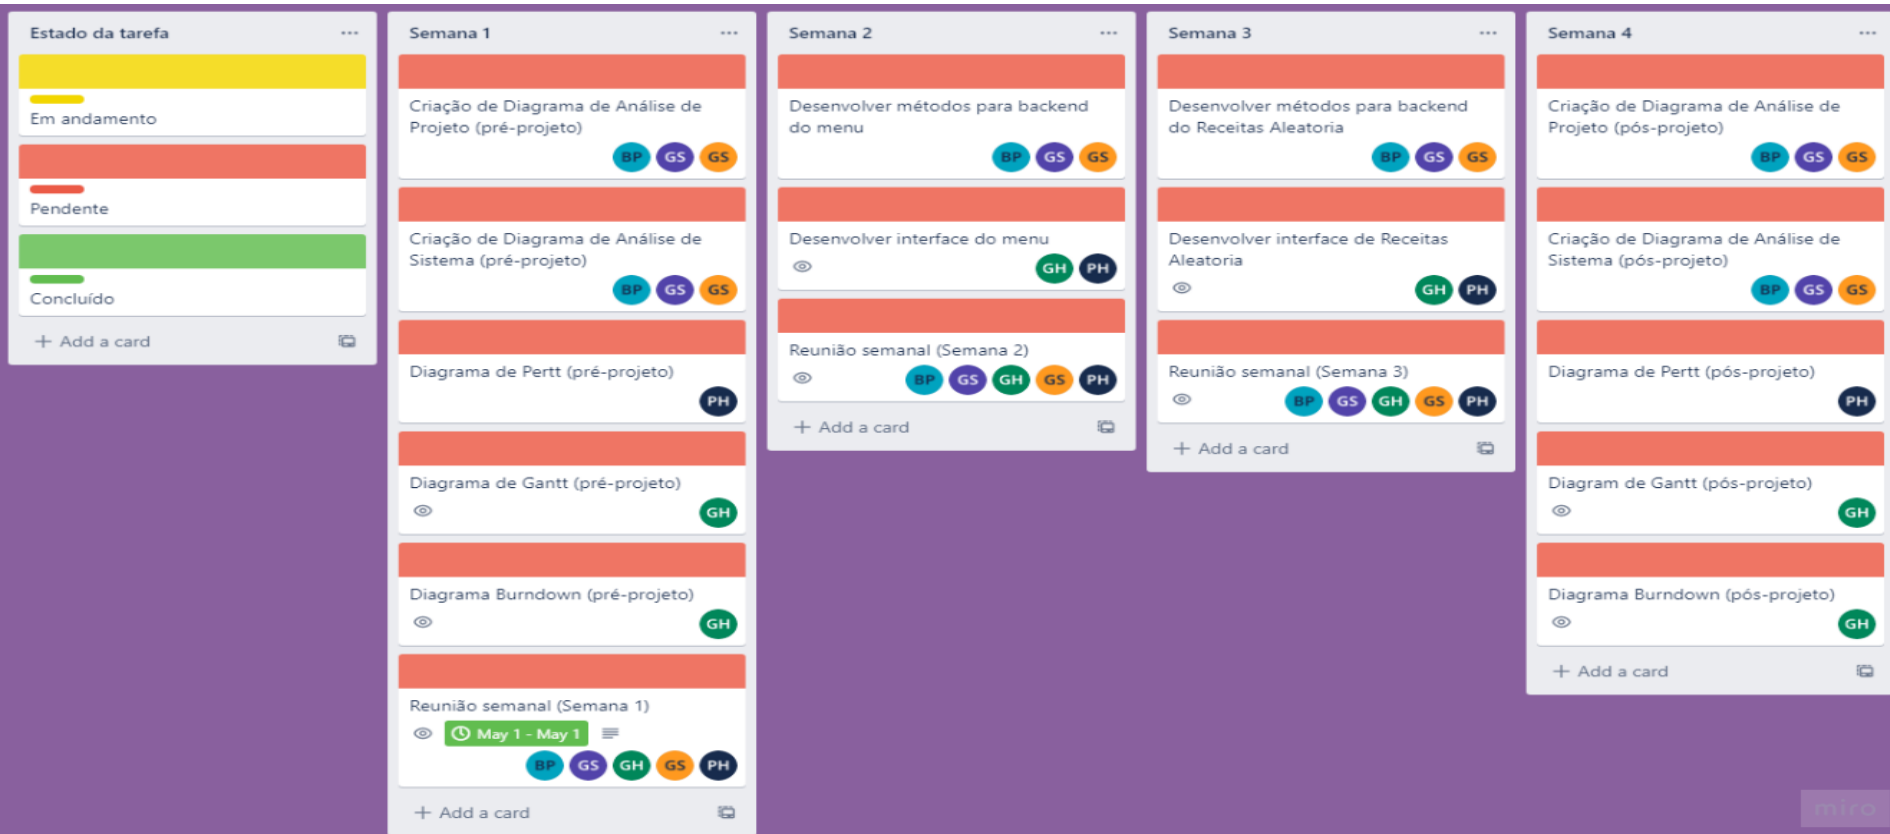 Estado da tarefa
Em andamento
Pendente
Concluído
+ Add a card
Semana 1
Criação de Diagrama de Análise de
Projeto (pré-projeto)
BP GS GS
Criação de Diagrama de Análise de
Sistema (pré-projeto)
BP GS GS
Diagrama de Pertt (pré-projeto)
PH
Diagrama de Gantt (pré-projeto)
GH
Diagrama Burndown (pré-projeto)
GH
Reunião semanal (Semana 1)
May 1 - May 1
BP GS GH GS PH
+ Add a card
Semana 2
Desenvolver métodos para backend
do menu
BP GS GS
Desenvolver interface do menu
GH PH
Reunião semanal (Semana 2)
BP GS GH GS PH
+ Add a card
Semana 3
Desenvolver métodos para backend
do Receitas Aleatoria
BP GS GS
Desenvolver interface de Receitas
Aleatoria
GH PH
Reunião semanal (Semana 3)
BP GS GH GS PH
+ Add a card
Semana 4
Criação de Diagrama de Análise de
Projeto (pós-projeto)
BP GS GS
Criação de Diagrama de Análise de
Sistema (pós-projeto)
BP GS GS
Diagrama de Pertt (pós-projeto)
PH
Diagram de Gantt (pós-projeto)
GH
Diagrama Burndown (pós-projeto)
GH
+ Add a card
miro